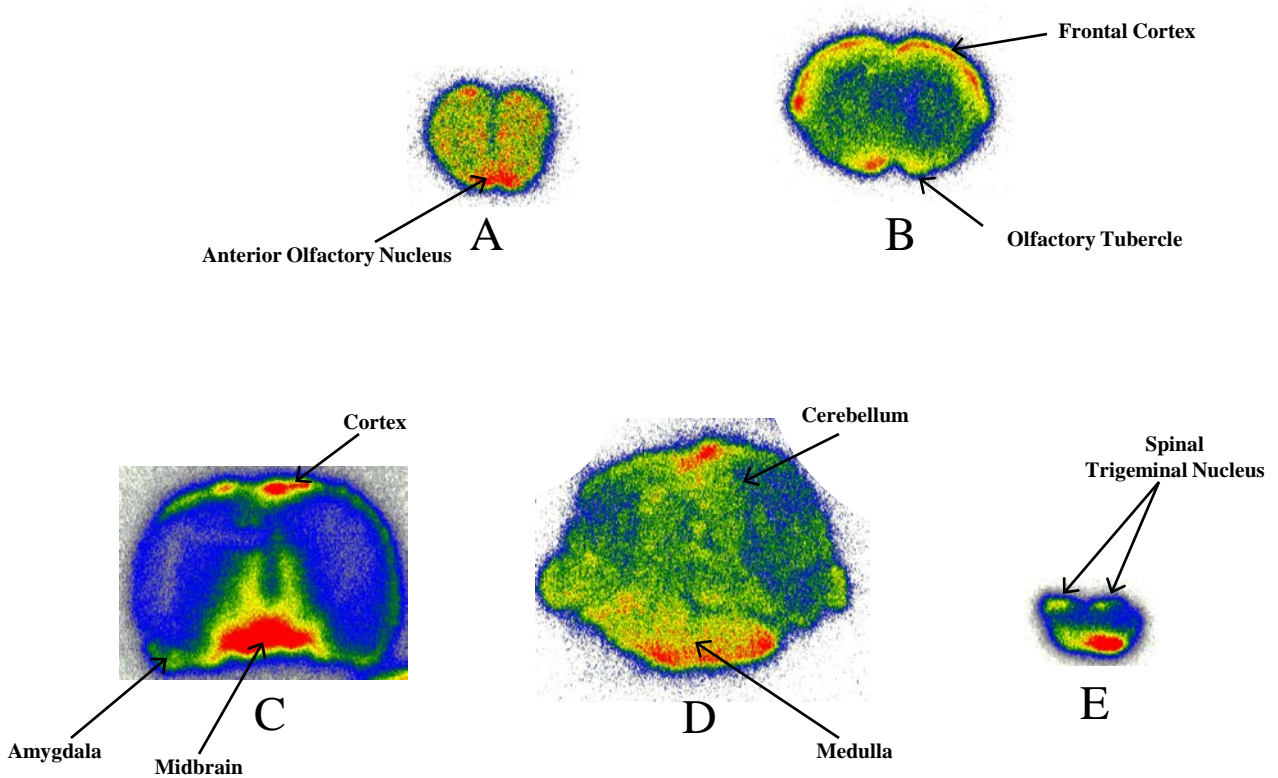 Frontal Cortex
Anterior Olfactory Nucleus
A
B
Olfactory Tubercle
Cortex
Cerebellum
Spinal
Trigeminal Nucleus
Amygdala
Midbrain
C
D
Medulla
E